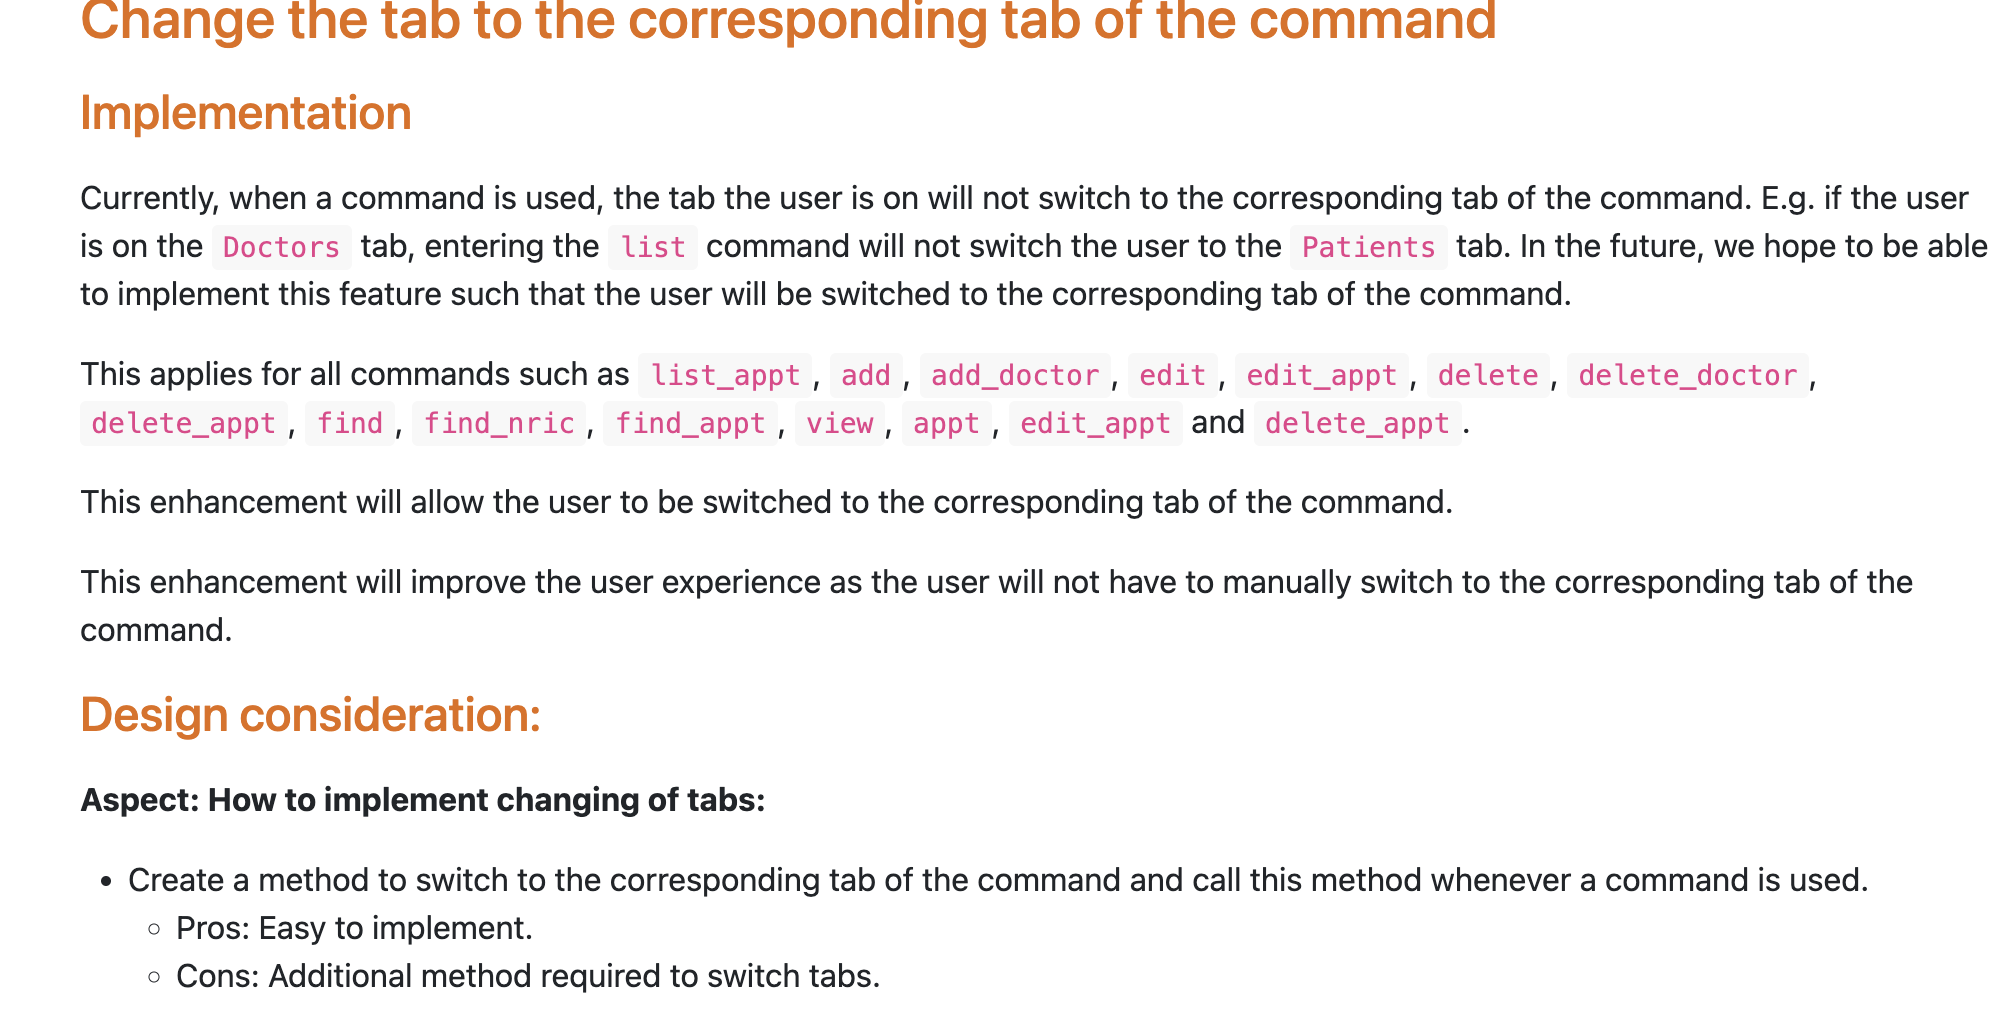 Change the tab to the corresponding tab of the command
Implementation
Currently, when a command is used, the tab the user is on will not switch to the corresponding tab of the command. E.g. if the user
is on the Doctors tab, entering the list command will not switch the user to the Patients tab. In the future, we hope to be able
to implement this feature such that the user will be switched to the corresponding tab of the command.
This applies for all commands such as list_appt, add, add_doctor, edit, edit_appt, delete, delete_doctor,
delete_appt, find, find_nric, find_appt, view, appt, edit_appt and delete_appt.
This enhancement will allow the user to be switched to the corresponding tab of the command.
This enhancement will improve the user experience as the user will not have to manually switch to the corresponding tab of the
command.
Design consideration:
Aspect: How to implement changing of tabs:
• Create a method to switch to the corresponding tab of the command and call this method whenever a command is used.
◦ Pros: Easy to implement.
◦ Cons: Additional method required to switch tabs.